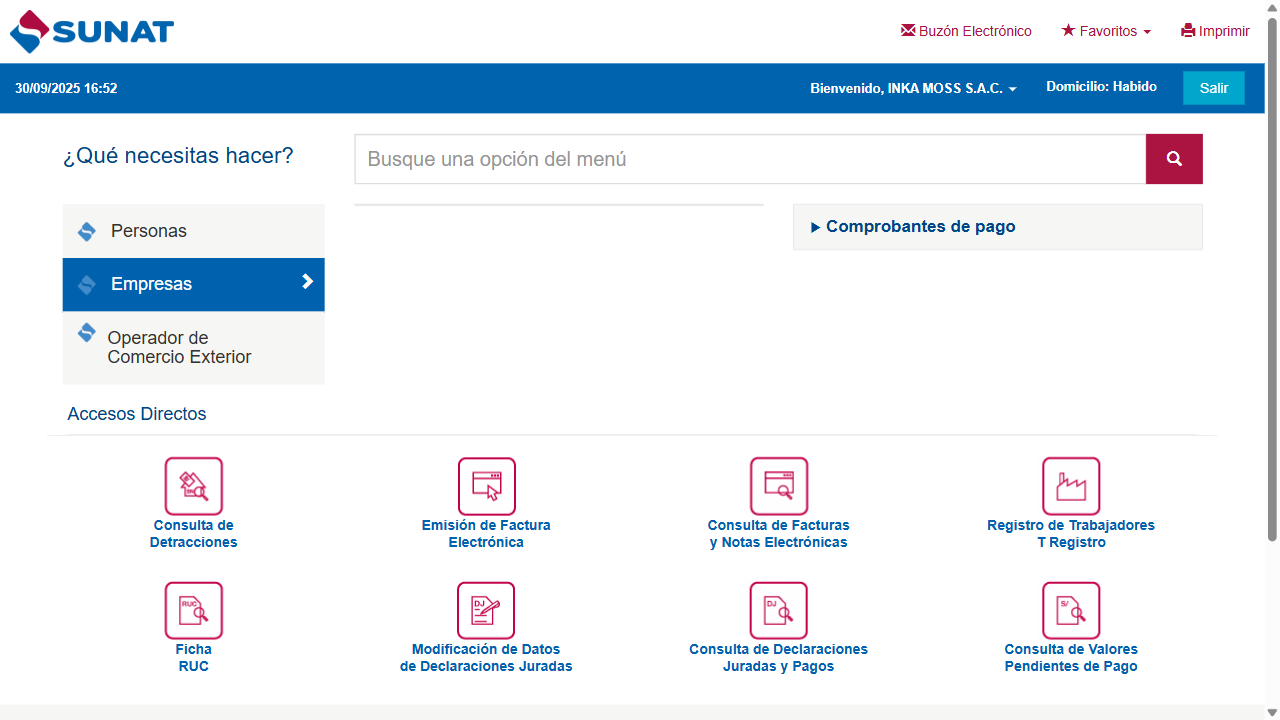 SUNAT
Buzón Electrónico
Favoritos
Imprimir
30/09/2025 16:52
Bienvenido, INKA MOSS S.A.C.
Domicilio: Habido
Salir
¿Qué necesitas hacer?
Busque una opción del menú
Personas
Empresas
Operador de
Comercio Exterior
Comprobantes de pago
Accesos Directos
Consulta de
Detracciones
Emisión de Factura
Electrónica
Consulta de Facturas
y Notas Electrónicas
Registro de Trabajadores
T Registro
RUC
Ficha
RUC
DJ
Modificación de Datos
de Declaraciones Juradas
DJ
Consulta de Declaraciones
Juradas y Pagos
S/
Consulta de Valores
Pendientes de Pago